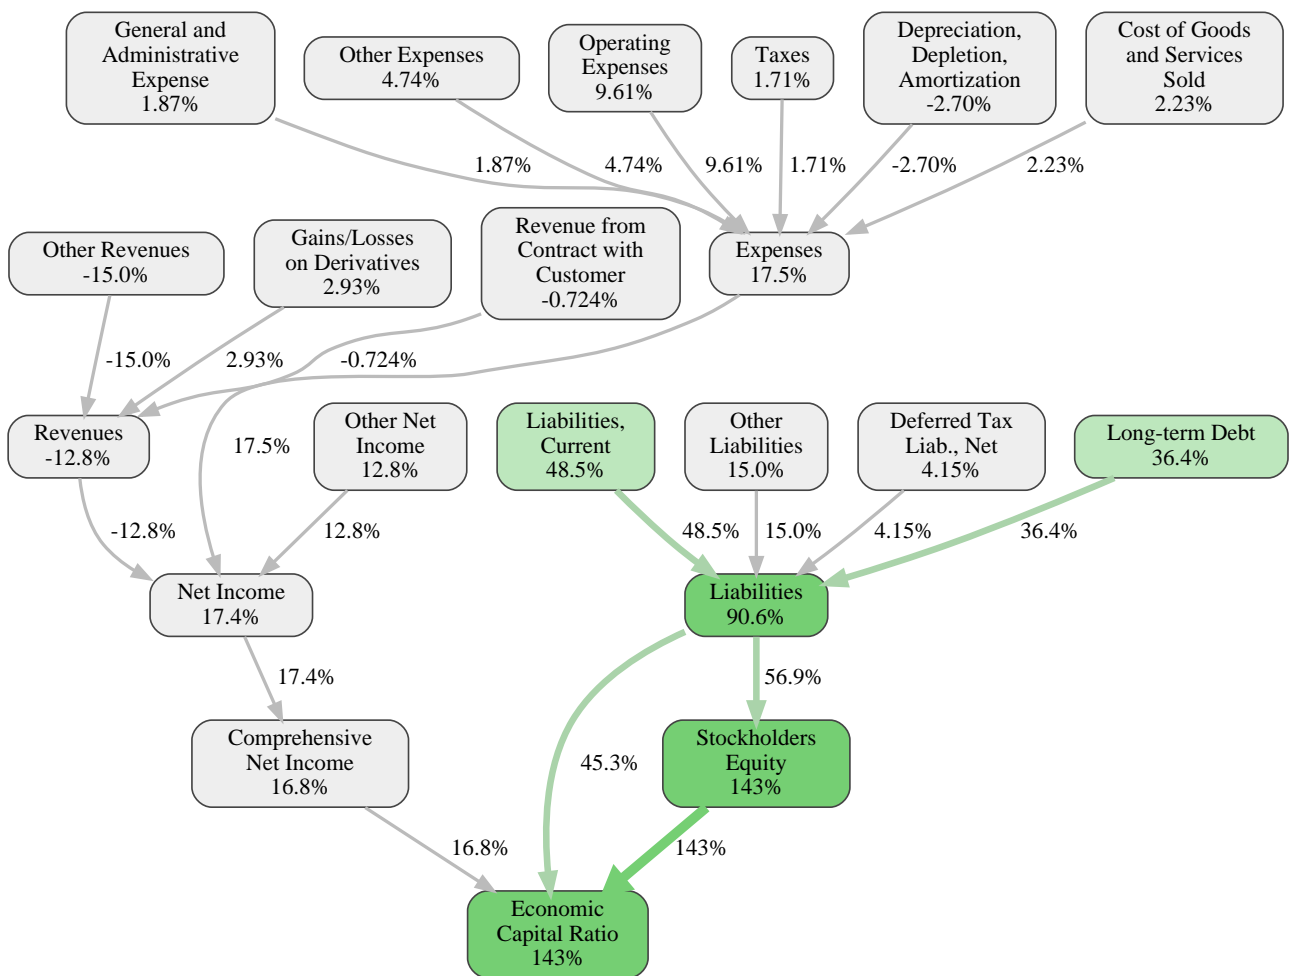 General and
Administrative
Expense
1.87%
Other Expenses
4.74%
Operating
Expenses
9.61%
Taxes
1.71%
Depreciation,
Depletion,
Amortization
-2.70%
Cost of Goods
and Services
Sold
2.23%
1.87%
4.74%
9.61%
1.71%
-2.70%
2.23%
Other Revenues
-15.0%
Gains/Losses
on Derivatives
2.93%
Revenue from
Contract with
Customer
-0.724%
Expenses
17.5%
-15.0%
2.93%
-0.724%
Revenues
-12.8%
17.5%
Other Net
Income
12.8%
Liabilities,
Current
48.5%
Other
Liabilities
15.0%
Deferred Tax
Liab., Net
4.15%
Long-term Debt
36.4%
-12.8%
12.8%
48.5%
15.0%
4.15%
36.4%
Net Income
17.4%
Liabilities
90.6%
17.4%
56.9%
Comprehensive
Net Income
16.8%
45.3%
Stockholders
Equity
143%
16.8%
143%
Economic
Capital Ratio
143%